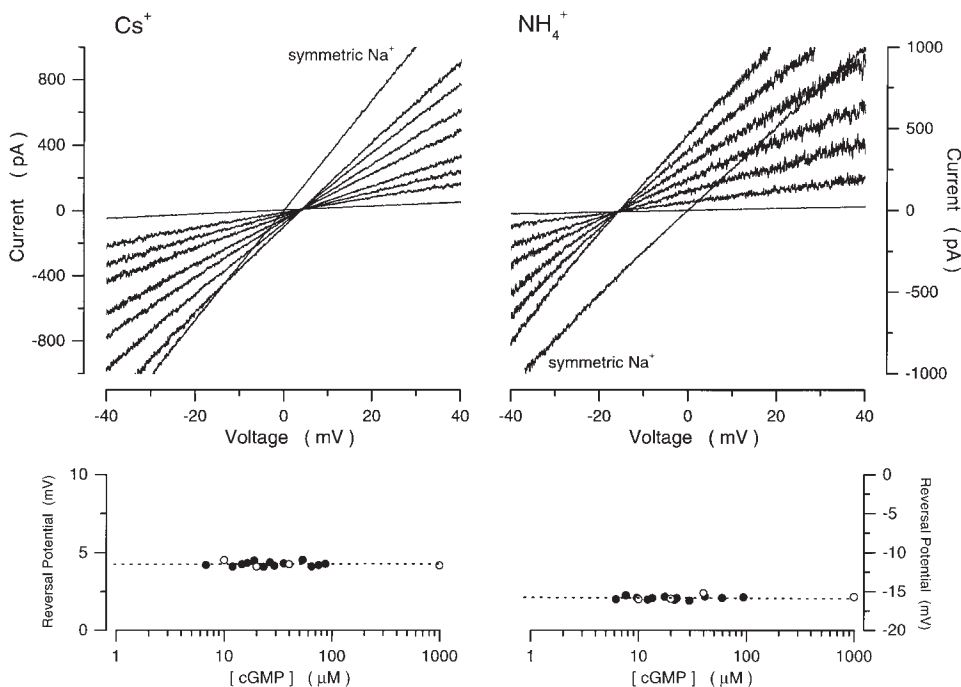 Cs⁺
NH₄⁺
symmetric Na⁺
800
400
0
-400
-800
Current ( pA )
-40 -20 0 20 40
Voltage ( mV )
symmetric Na⁺
1000
500
0
-500
-1000
Current ( pA )
-40 -20 0 20 40
Voltage ( mV )
10
5
0
Reversal Potential (mV)
1 10 100 1000
[ cGMP ] ( μM )
0
-5
-10
-15
-20
Reversal Potential (mV)
1 10 100 1000
[ cGMP ] ( μM )